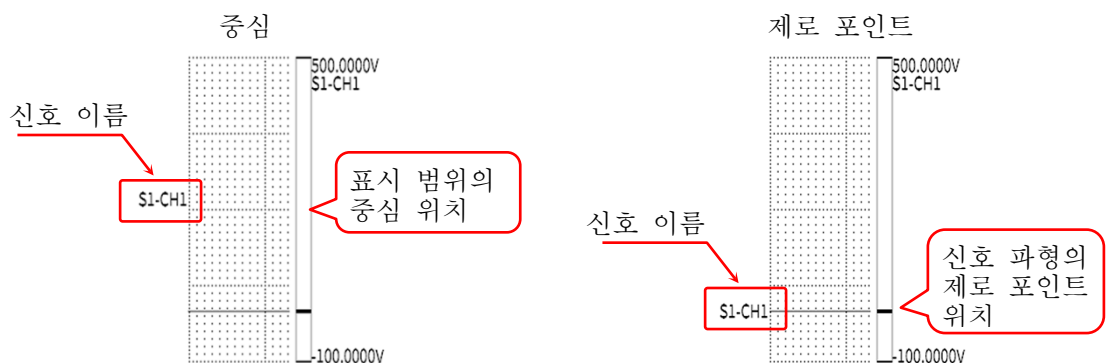 중심
500.0000V
S1-CH1
신호 이름
S1-CH1
표시 범위의
중심 위치
-100.0000V
제로 포인트
500.0000V
S1-CH1
신호 이름
S1-CH1
신호 파형의
제로 포인트
위치
-100.0000V